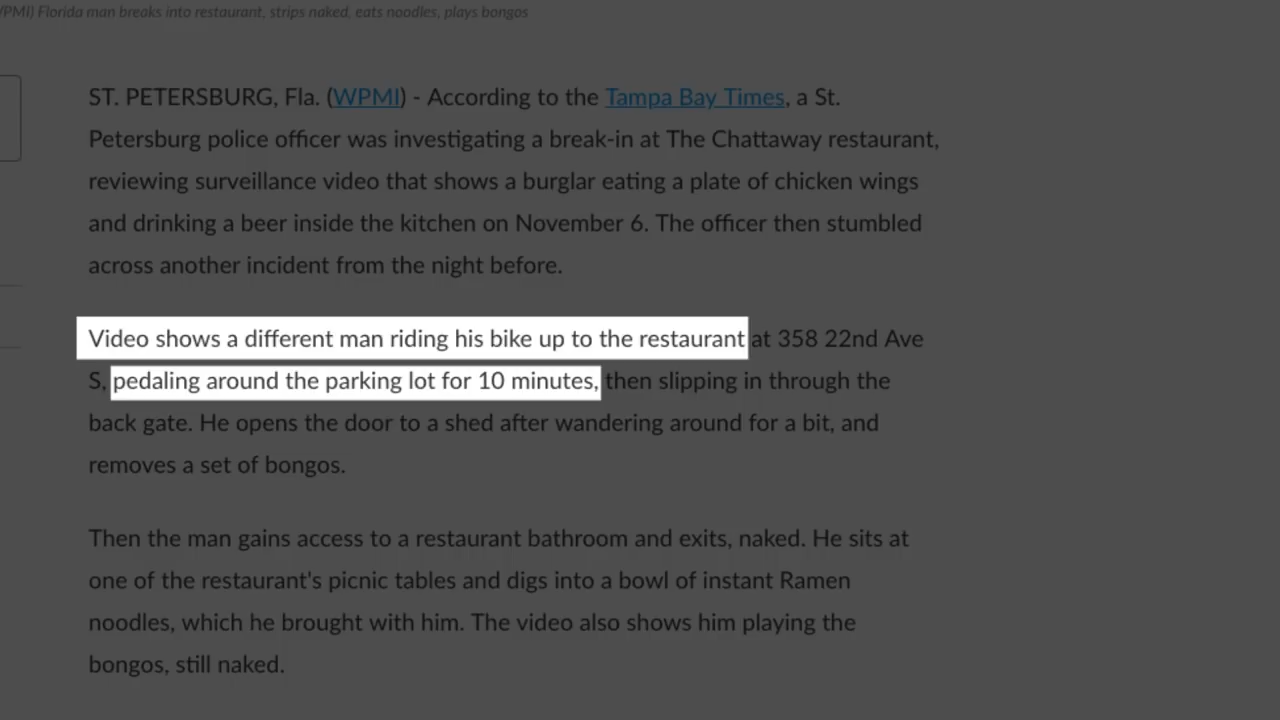 /PMI) Florida man breaks into restaurant, strips naked, eats noodles, plays bongos
ST. PETERSBURG, Fla. (WPMI) - According to the Tampa Bay Times, a St.
Petersburg police officer was investigating a break-in at The Chattaway restaurant,
reviewing surveillance video that shows a burglar eating a plate of chicken wings
and drinking a beer inside the kitchen on November 6. The officer then stumbled
across another incident from the night before.
Video shows a different man riding his bike up to the restaurant at 358 22nd Ave
S, pedaling around the parking lot for 10 minutes, then slipping in through the
back gate. He opens the door to a shed after wandering around for a bit, and
removes a set of bongos.
Then the man gains access to a restaurant bathroom and exits, naked. He sits at
one of the restaurant's picnic tables and digs into a bowl of instant Ramen
noodles, which he brought with him. The video also shows him playing the
bongos, still naked.